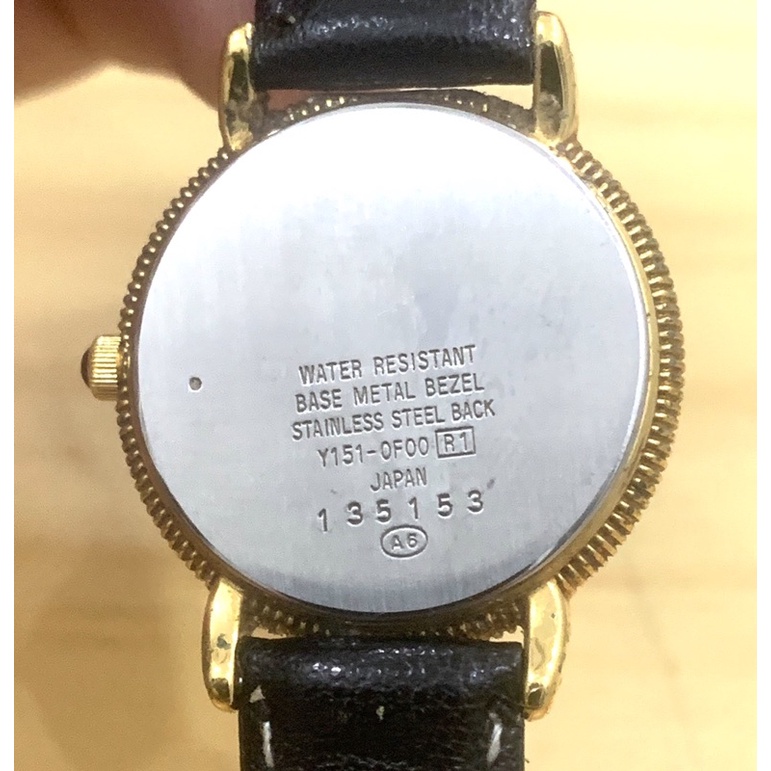 WATER RESISTANT
BASE METAL BEZEL
STAINLESS STEEL BACK
Y151-0F00 R1
JAPAN
135153
A6